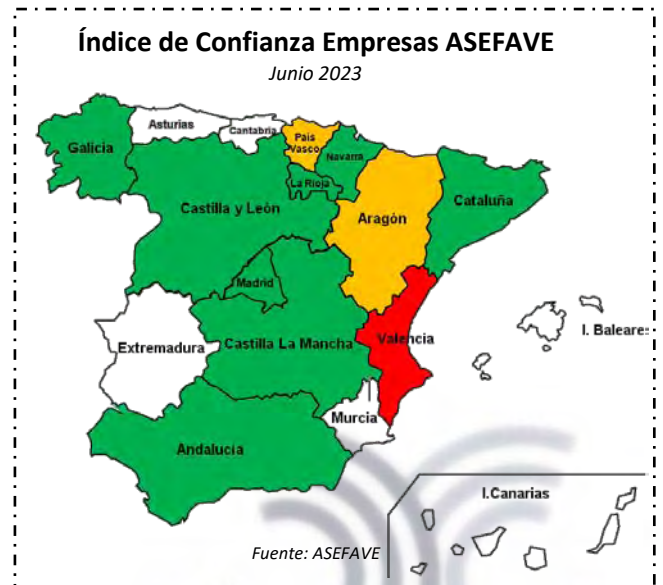 Índice de Confianza Empresas ASEFAVE
Junio 2023
Asturias
Cantabria
País
Vasco
Galicia
Navarra
La Rioja
Castilla y León
Cataluña
Aragón
Madrid
Extremadura
Castilla La Mancha
Valencia
I. Baleares
Murcia
Andalucía
I.Canarias
Fuente: ASEFAVE